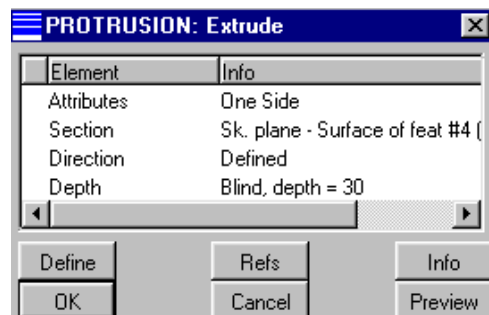 PROTRUSION: Extrude
Element Info
Attributes One Side
Section Sk. plane - Surface of feat #4 (
Direction Defined
Depth Blind, depth = 30
Define Refs Info
OK Cancel Preview